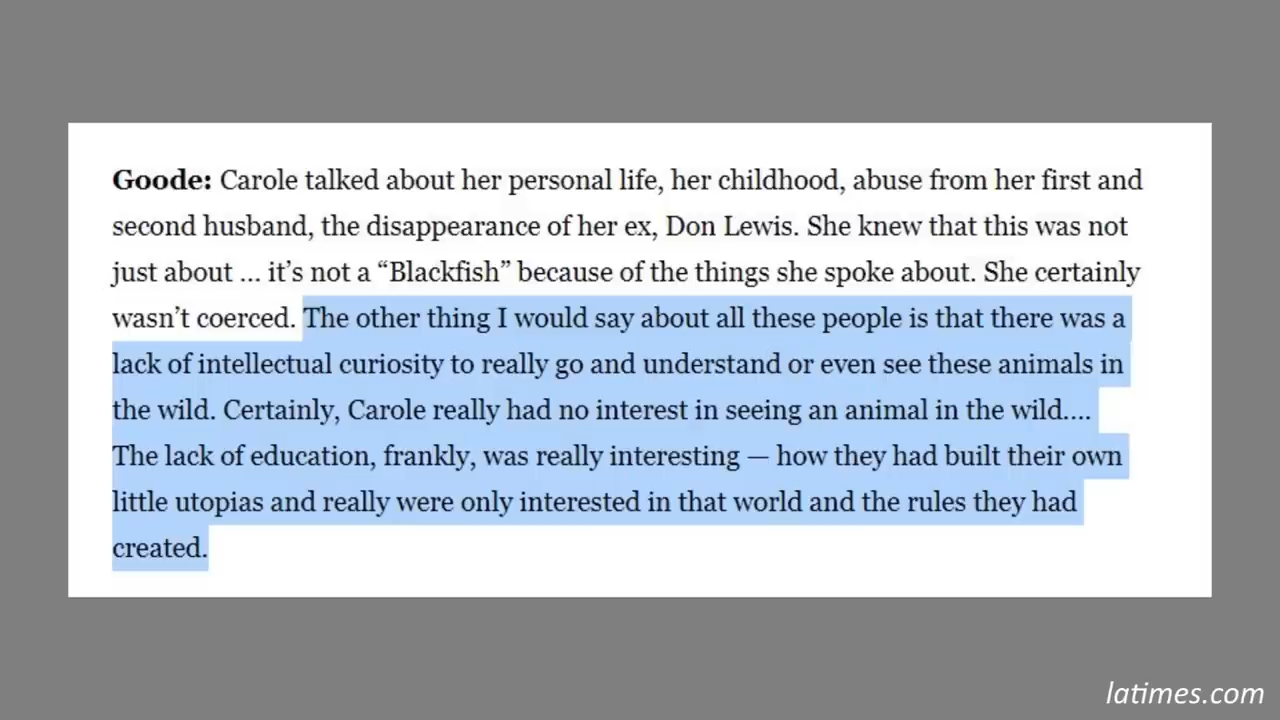 Goode: Carole talked about her personal life, her childhood, abuse from her first and
second husband, the disappearance of her ex, Don Lewis. She knew that this was not
just about ... it’s not a “Blackfish” because of the things she spoke about. She certainly
wasn’t coerced. The other thing I would say about all these people is that there was a
lack of intellectual curiosity to really go and understand or even see these animals in
the wild. Certainly, Carole really had no interest in seeing an animal in the wild....
The lack of education, frankly, was really interesting — how they had built their own
little utopias and really were only interested in that world and the rules they had
created.
latimes.com